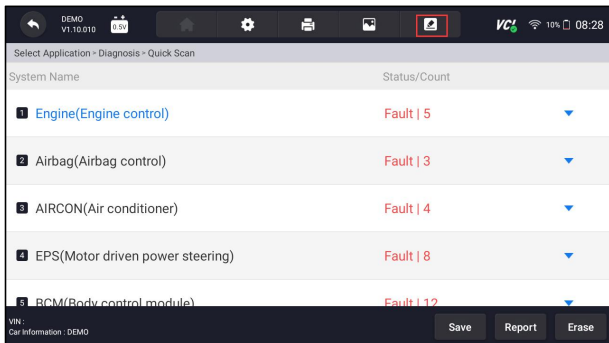 DEMO
V1.10.010
0.5V
VCI
10%
08:28
Select Application > Diagnosis > Quick Scan
System Name Status/Count
1 Engine(Engine control) Fault | 5
2 Airbag(Airbag control) Fault | 3
3 AIRCON(Air conditioner) Fault | 4
4 EPS(Motor driven power steering) Fault | 8
5 BCM(Body control module) Fault | 12
VIN :
Car Information : DEMO
Save Report Erase